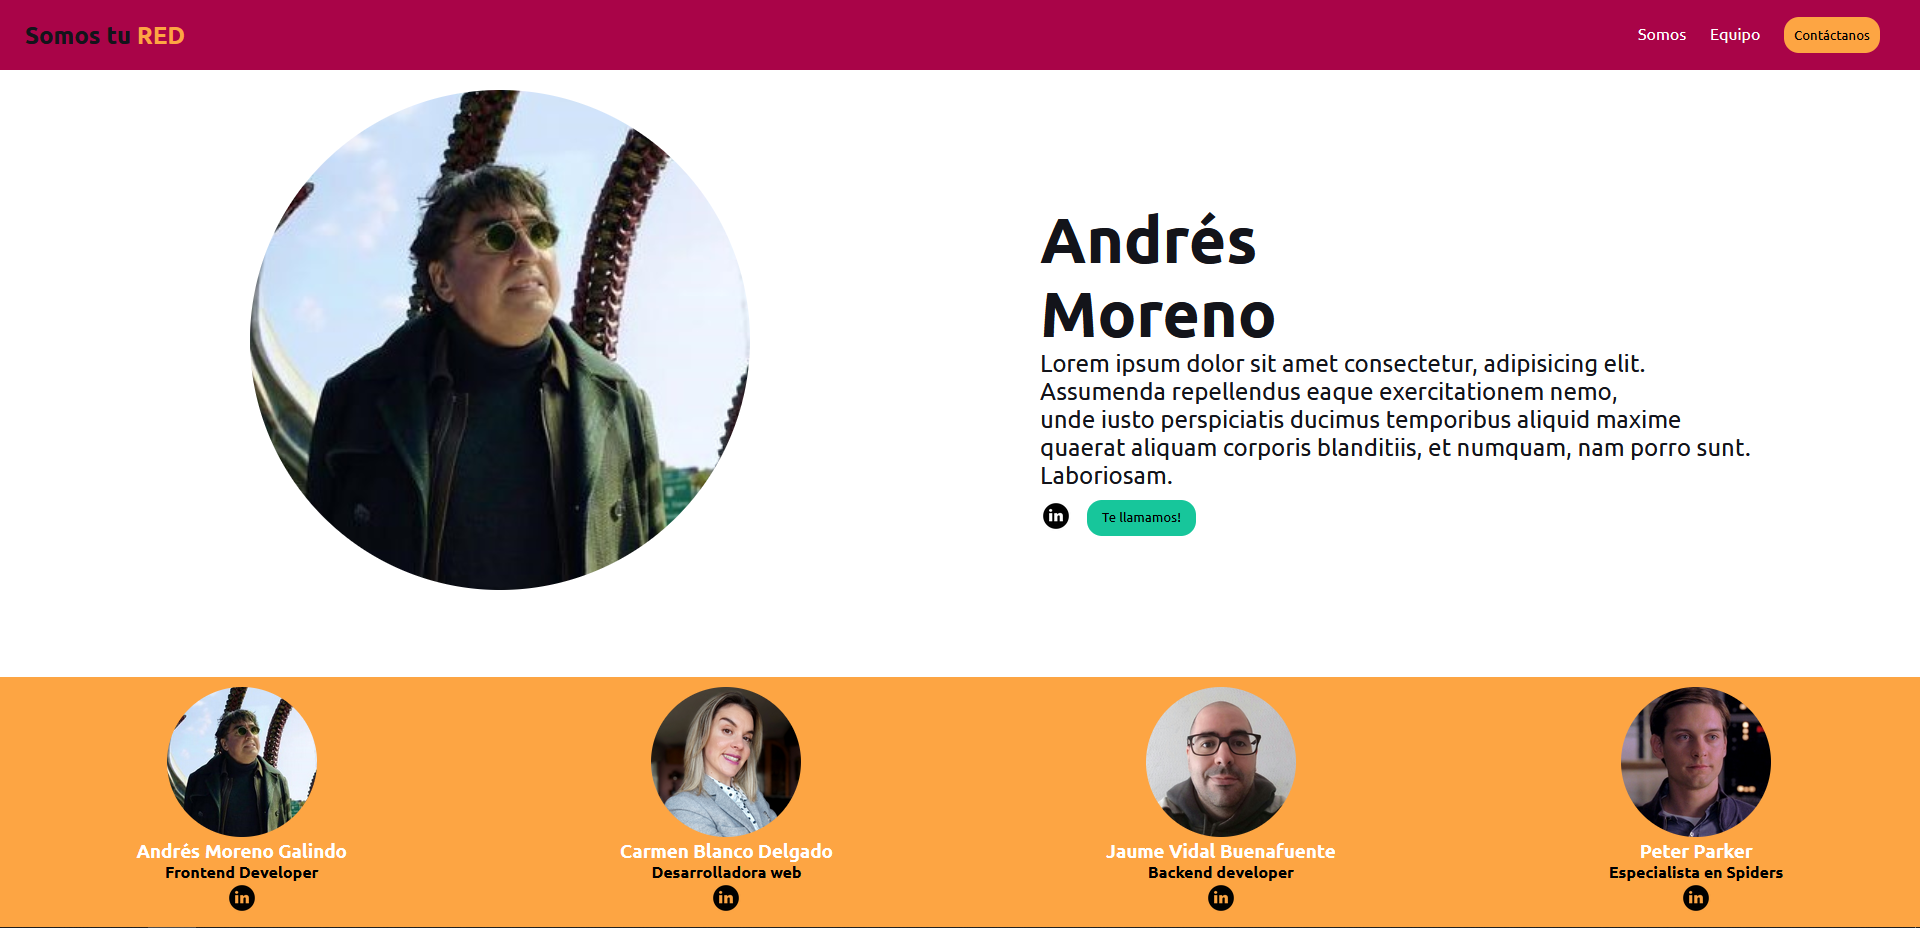 Somos tu RED
Somos
Equipo
Contáctanos
Andrés
Moreno
Lorem ipsum dolor sit amet consectetur, adipisicing elit.
Assumenda repellendus eaque exercitationem nemo,
unde iusto perspiciatis ducimus temporibus aliquid maxime
quaerat aliquam corporis blanditiis, et numquam, nam porro sunt.
Laboriosam.
in
Te llamamos!
Andrés Moreno Galindo
Frontend Developer
in
Carmen Blanco Delgado
Desarrolladora web
in
Jaume Vidal Buenafuente
Backend developer
in
Peter Parker
Especialista en Spiders
in